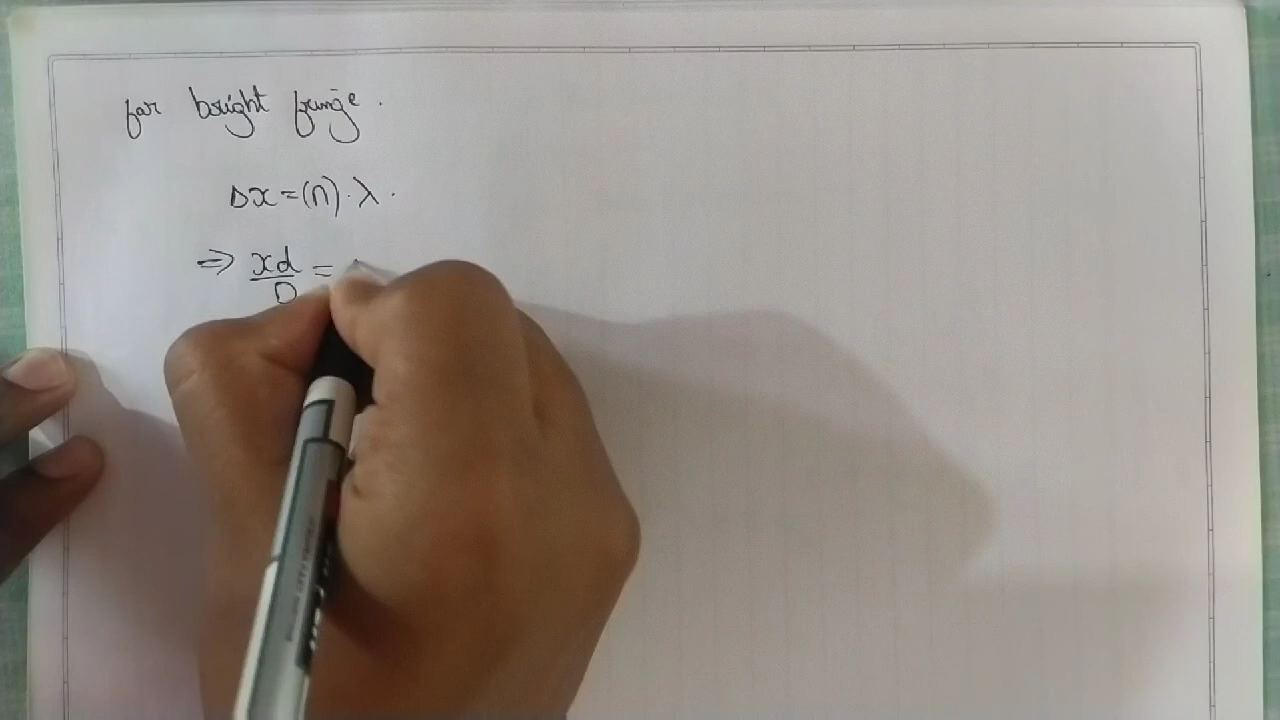 for bright fringe.
Δx = (n)·λ.
⇒ xd/D =